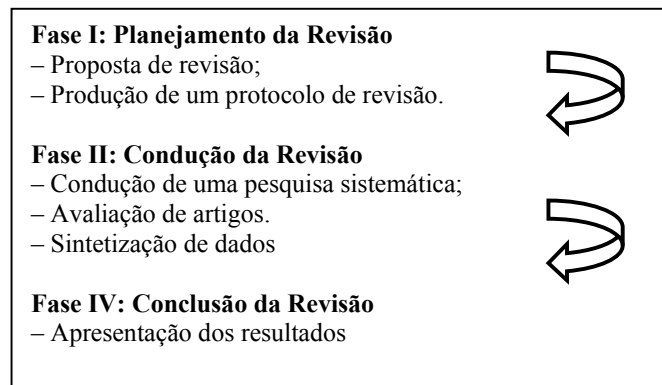 Fase I: Planejamento da Revisão
– Proposta de revisão;
– Produção de um protocolo de revisão.
Fase II: Condução da Revisão
– Condução de uma pesquisa sistemática;
– Avaliação de artigos.
– Sintetização de dados
Fase IV: Conclusão da Revisão
– Apresentação dos resultados